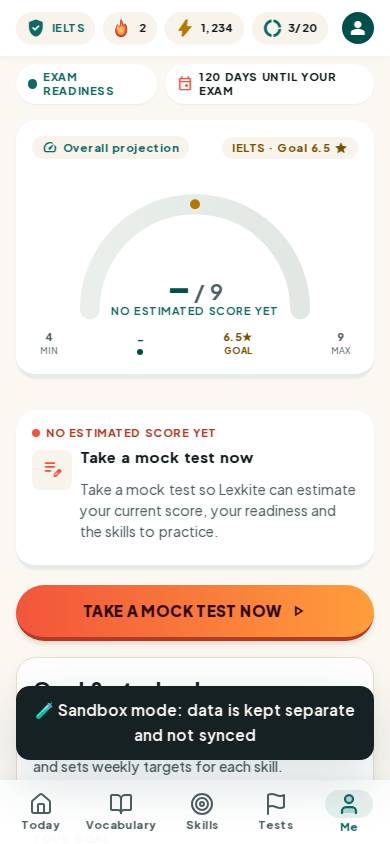 IELTS
2
1,234
3/20
EXAM
READINESS
120 DAYS UNTIL YOUR
EXAM
Overall projection
IELTS · Goal 6.5 ★
– / 9
NO ESTIMATED SCORE YET
4
MIN
–
6.5★
GOAL
9
MAX
NO ESTIMATED SCORE YET
Take a mock test now
Take a mock test so Lexkite can estimate
your current score, your readiness and
the skills to practice.
TAKE A MOCK TEST NOW
🧪 Sandbox mode: data is kept separate
and not synced
and sets weekly targets for each skill.
Today
Vocabulary
Skills
Tests
Me